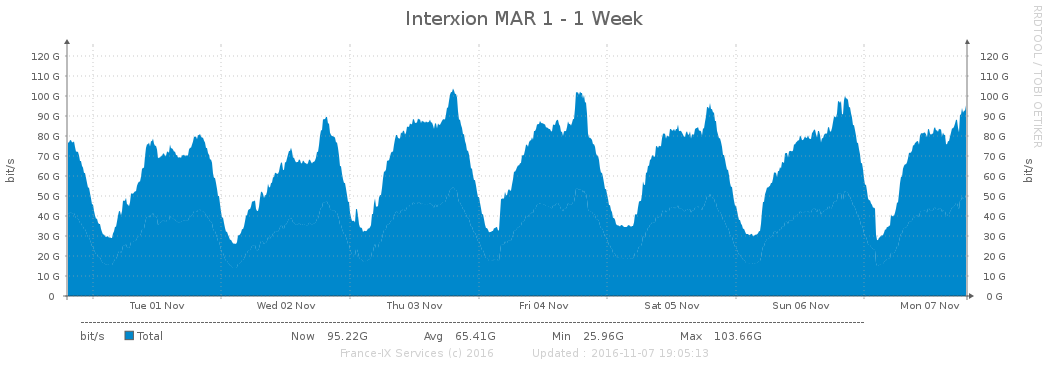 Interxion MAR 1 - 1 Week
RRDTOOL / TOBI OETIKER
120 G 120 G
110 G 110 G
100 G 100 G
90 G 90 G
80 G 80 G
70 G 70 G
60 G 60 G
50 G 50 G
40 G 40 G
30 G 30 G
20 G 20 G
10 G 10 G
0 0 G
bit/s
bit/s
Tue 01 Nov Wed 02 Nov Thu 03 Nov Fri 04 Nov Sat 05 Nov Sun 06 Nov Mon 07 Nov
bit/s Total Now 95.22G Avg 65.41G Min 25.96G Max 103.66G
France-IX Services (c) 2016 Updated : 2016-11-07 19:05:13